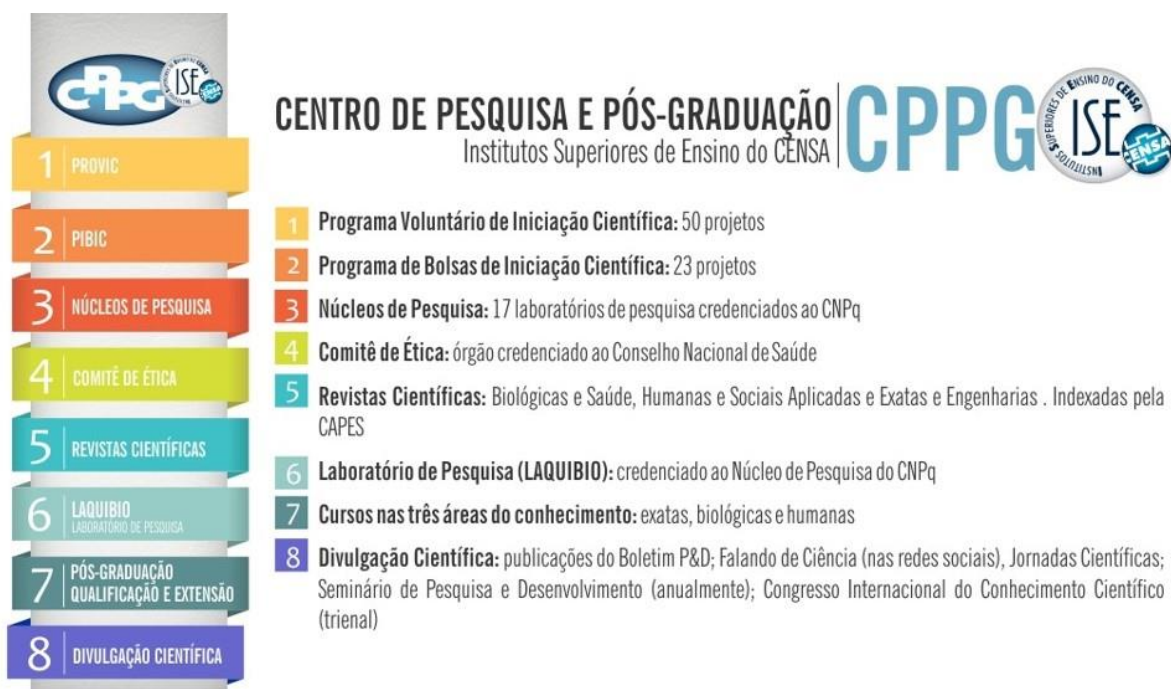 CPPG
INSTITUTOS SUPERIORES DE ENSINO DO CENSA
ISE
CENSA
1 PROVIC
2 PIBIC
3 NÚCLEOS DE PESQUISA
4 COMITÊ DE ÉTICA
5 REVISTAS CIENTÍFICAS
6 LAQUIBIO
LABORATÓRIO DE PESQUISA
7 PÓS-GRADUAÇÃO
QUALIFICAÇÃO E EXTENSÃO
8 DIVULGAÇÃO CIENTÍFICA
CENTRO DE PESQUISA E PÓS-GRADUAÇÃO
Institutos Superiores de Ensino do CENSA
CPPG
INSTITUTOS SUPERIORES DE ENSINO DO CENSA
ISE
CENSA
1 Programa Voluntário de Iniciação Científica: 50 projetos
2 Programa de Bolsas de Iniciação Científica: 23 projetos
3 Núcleos de Pesquisa: 17 laboratórios de pesquisa credenciados ao CNPq
4 Comitê de Ética: órgão credenciado ao Conselho Nacional de Saúde
5 Revistas Científicas: Biológicas e Saúde, Humanas e Sociais Aplicadas e Exatas e Engenharias . Indexadas pela
CAPES
6 Laboratório de Pesquisa (LAQUIBIO): credenciado ao Núcleo de Pesquisa do CNPq
7 Cursos nas três áreas do conhecimento: exatas, biológicas e humanas
8 Divulgação Científica: publicações do Boletim P&D; Falando de Ciência (nas redes sociais), Jornadas Científicas;
Seminário de Pesquisa e Desenvolvimento (anualmente); Congresso Internacional do Conhecimento Científico
(trienal)